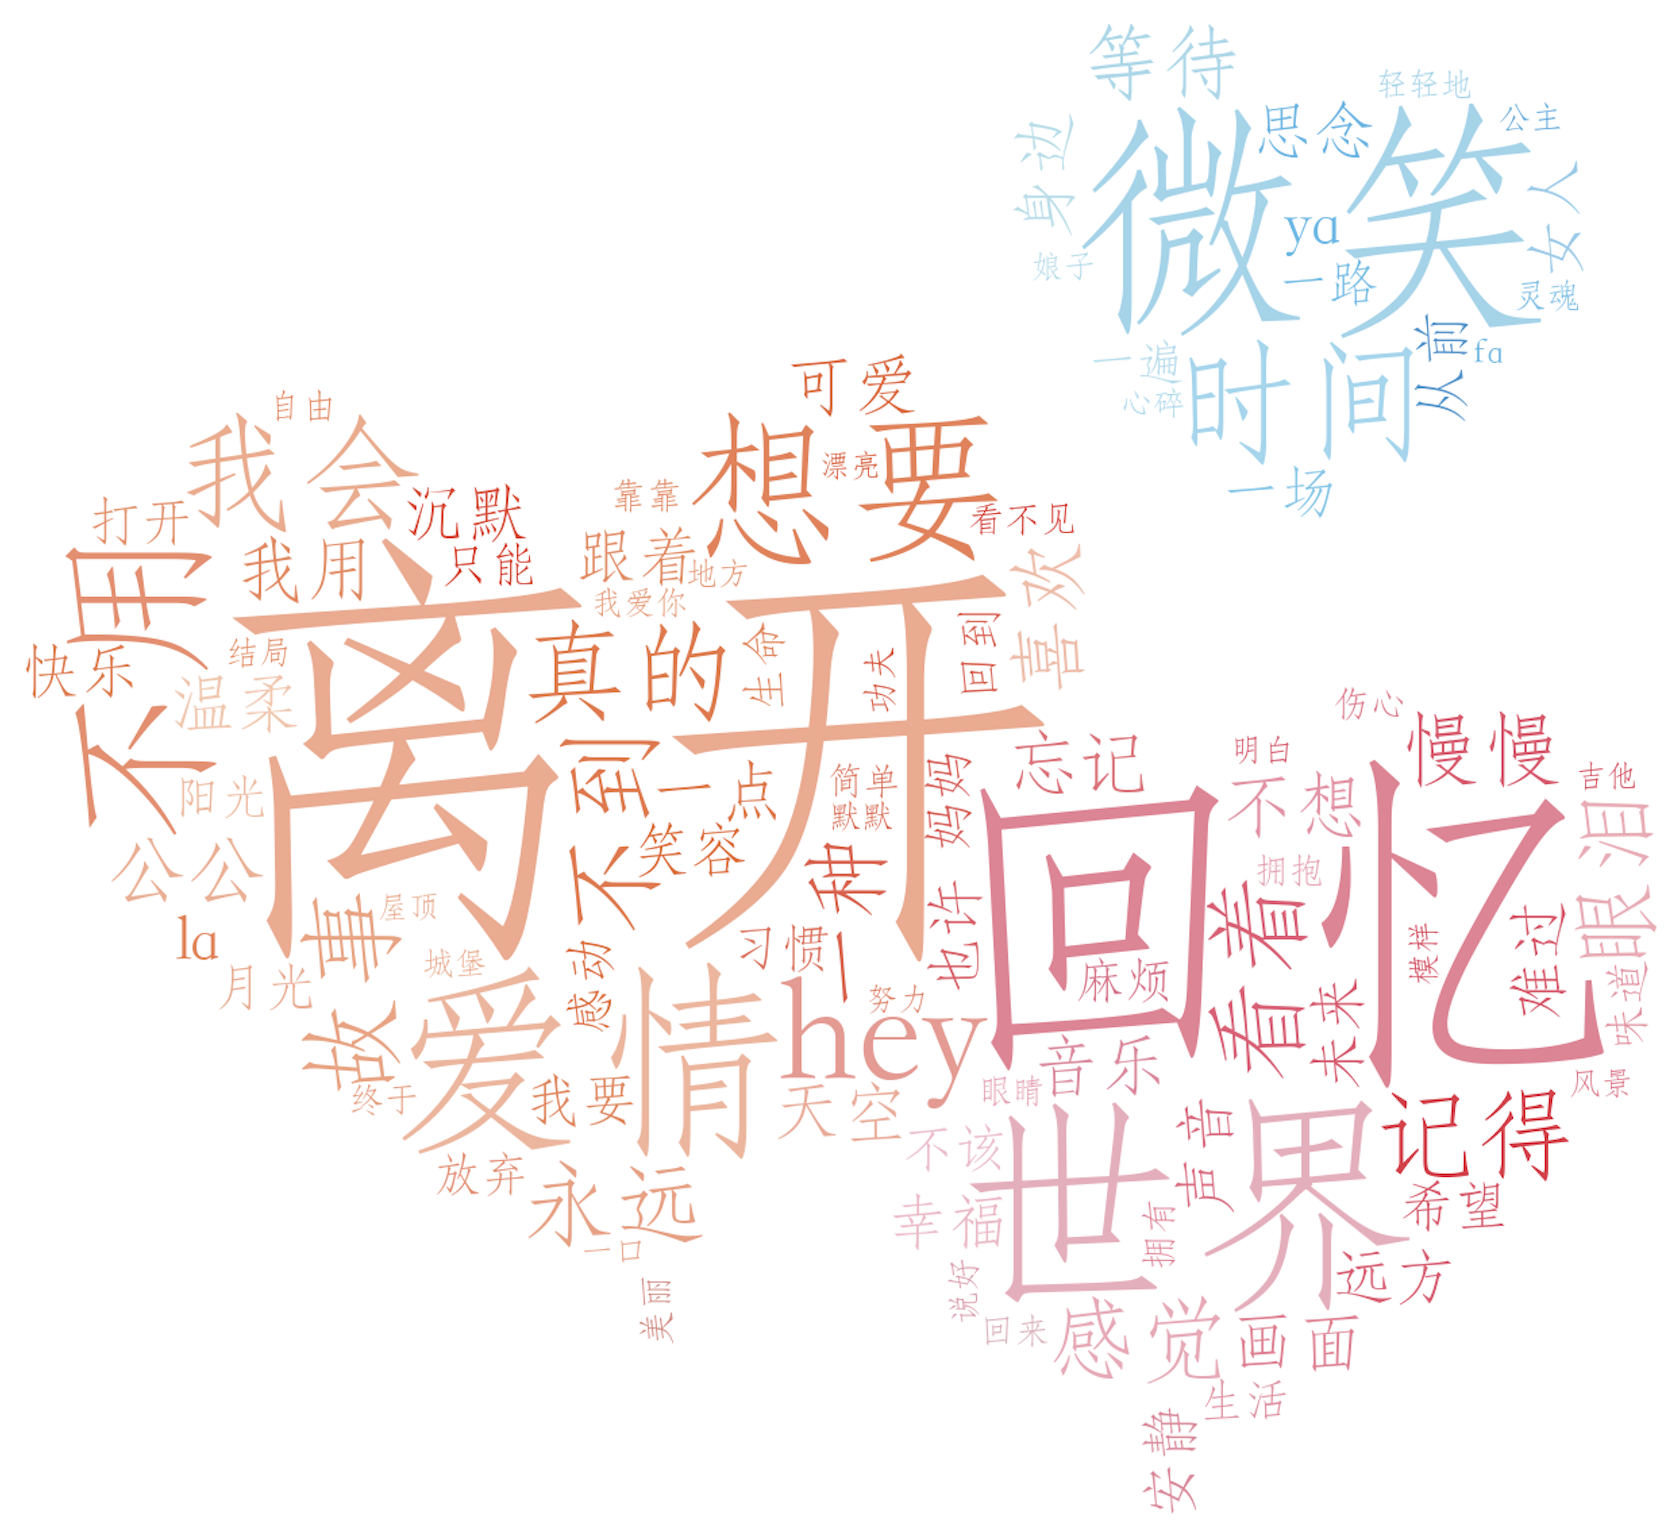 等待
轻轻地
思念
公主
身边
微笑
女人
ya
娘子
一路
灵魂
从前
fa
一遍
时间
心碎
一场
可爱
自由
我会
想要
漂亮
沉默
靠靠
打开
看不见
不用
我用
只能
跟着
地方
喜欢
离开
我爱你
回到
真的
生命
功夫
快乐
结局
温柔
伤心
慢慢
忘记
明白
不到
一点
简单
妈妈
吉他
阳光
默默
不想
回忆
眼泪
笑容
公公
一种
拥抱
看着
也许
屋顶
故事
难过
la
习惯
模样
感动
城堡
麻烦
月光
爱情
努力
未来
味道
hey
音乐
眼睛
风景
终于
我要
天空
世界
声音
记得
不该
放弃
永远
幸福
希望
拥有
一口
远方
说好
美丽
回来
感觉
画面
生活
安静